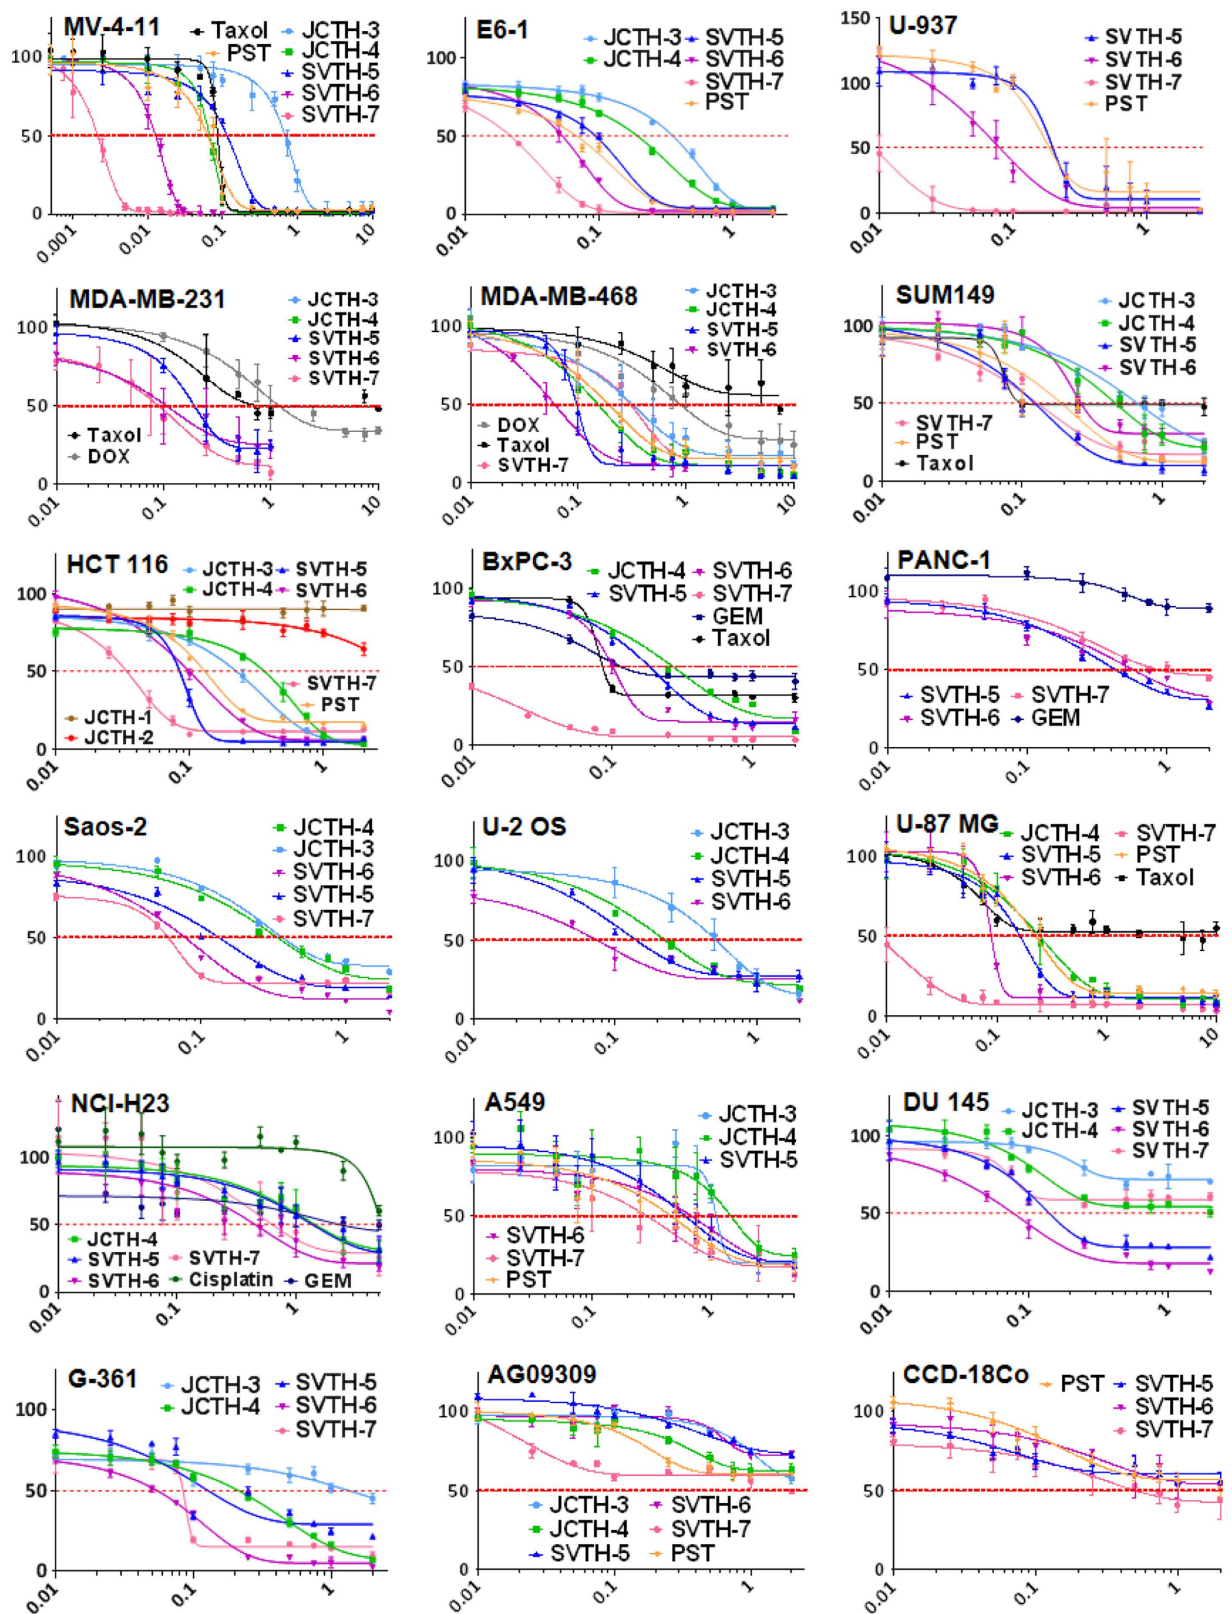 MV-4-11
Taxol
PST
JCTH-3
JCTH-4
SVTH-5
SVTH-6
SVTH-7
100
50
0
0.001
0.01
0.1
1
10
E6-1
JCTH-3
JCTH-4
SVTH-5
SVTH-6
SVTH-7
PST
100
50
0
0.01
0.1
1
U-937
SVTH-5
SVTH-6
SVTH-7
PST
150
100
50
0
0.01
0.1
1
MDA-MB-231
JCTH-3
JCTH-4
SVTH-5
SVTH-6
SVTH-7
Taxol
DOX
100
50
0
0.01
0.1
1
10
MDA-MB-468
JCTH-3
JCTH-4
SVTH-5
SVTH-6
DOX
Taxol
SVTH-7
100
50
0
0.01
0.1
1
10
SUM149
JCTH-3
JCTH-4
SVTH-5
SVTH-6
SVTH-7
PST
Taxol
100
50
0
0.01
0.1
1
HCT 116
JCTH-3
JCTH-4
SVTH-5
SVTH-6
SVTH-7
PST
JCTH-1
JCTH-2
100
50
0
0.01
0.1
1
BxPC-3
JCTH-4
SVTH-5
SVTH-6
SVTH-7
GEM
Taxol
100
50
0
0.01
0.1
1
PANC-1
SVTH-5
SVTH-6
SVTH-7
GEM
100
50
0
0.01
0.1
1
Saos-2
JCTH-4
JCTH-3
SVTH-6
SVTH-5
SVTH-7
100
50
0
0.01
0.1
1
U-2 OS
JCTH-3
JCTH-4
SVTH-5
SVTH-6
100
50
0
0.01
0.1
1
U-87 MG
JCTH-4
SVTH-5
SVTH-6
SVTH-7
PST
Taxol
100
50
0
0.01
0.1
1
10
NCI-H23
JCTH-4
SVTH-5
SVTH-6
SVTH-7
Cisplatin
GEM
100
50
0
0.01
0.1
1
A549
JCTH-3
JCTH-4
SVTH-5
SVTH-6
SVTH-7
PST
100
50
0
0.01
0.1
1
DU 145
JCTH-3
JCTH-4
SVTH-5
SVTH-6
SVTH-7
100
50
0
0.01
0.1
1
G-361
JCTH-3
JCTH-4
SVTH-5
SVTH-6
SVTH-7
100
50
0
0.01
0.1
1
AG09309
JCTH-3
JCTH-4
SVTH-5
SVTH-6
SVTH-7
PST
100
50
0
0.01
0.1
1
CCD-18Co
PST
SVTH-5
SVTH-6
SVTH-7
100
50
0
0.01
0.1
1